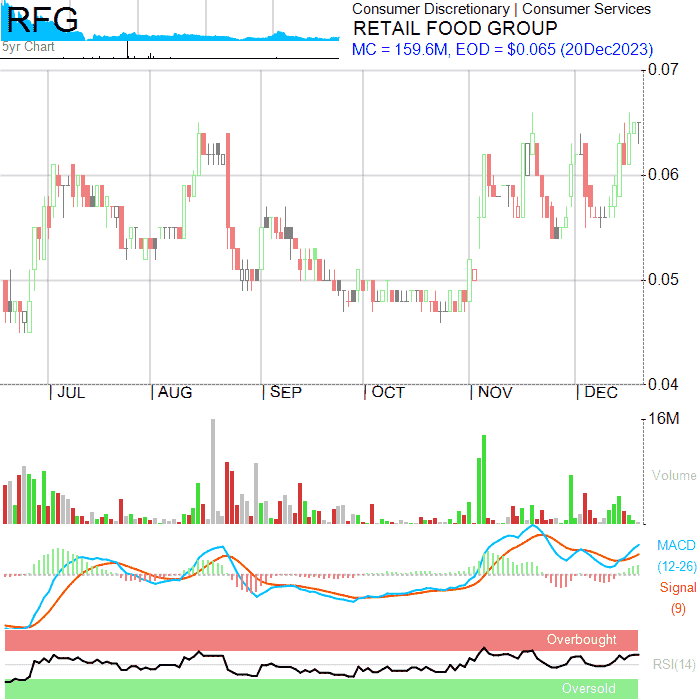 RFG
5yr Chart
Consumer Discretionary | Consumer Services
RETAIL FOOD GROUP
MC = 159.6M, EOD = $0.065 (20Dec2023)
0.07
0.06
0.05
0.04
JUL
AUG
SEP
OCT
NOV
DEC
16M
Volume
MACD
(12-26)
Signal
(9)
Overbought
RSI(14)
Oversold